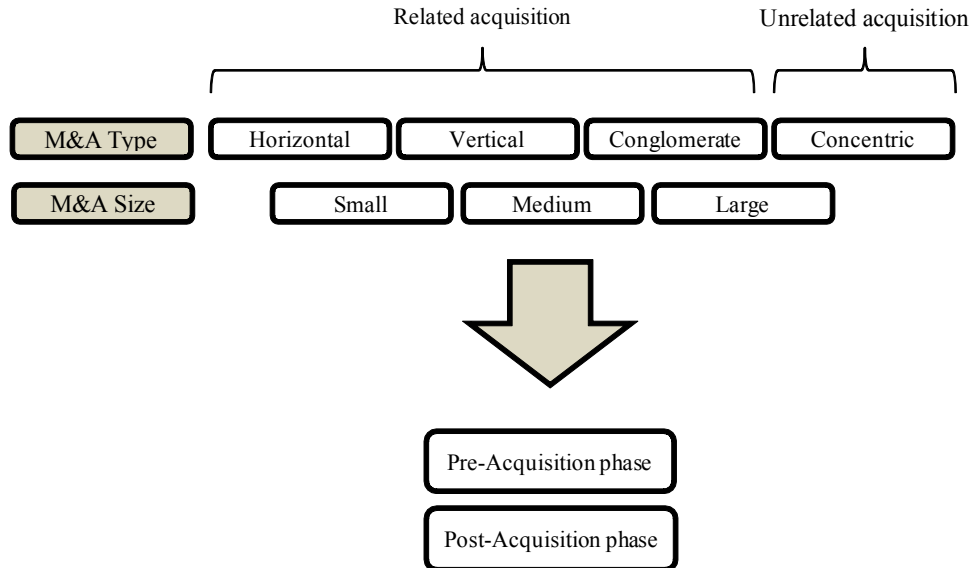 Related acquisition Unrelated acquisition
M&A Type Horizontal Vertical Conglomerate Concentric
M&A Size Small Medium Large
Pre-Acquisition phase
Post-Acquisition phase